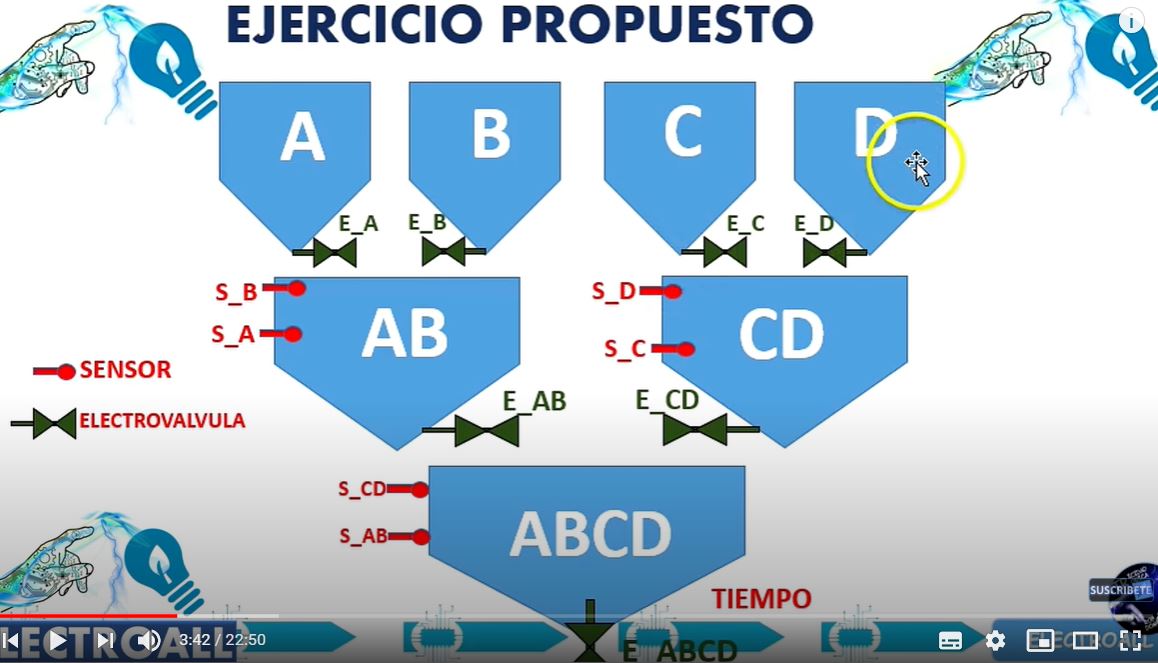 EJERCICIO PROPUESTO
i
A B C D
E_A E_B E_C E_D
S_B S_D
S_A AB S_C CD
SENSOR
E_AB E_CD
ELECTROVALVULA
S_CD
S_AB ABCD
TIEMPO
SUSCRIBETE
3:42 / 22:50
E_ABCD